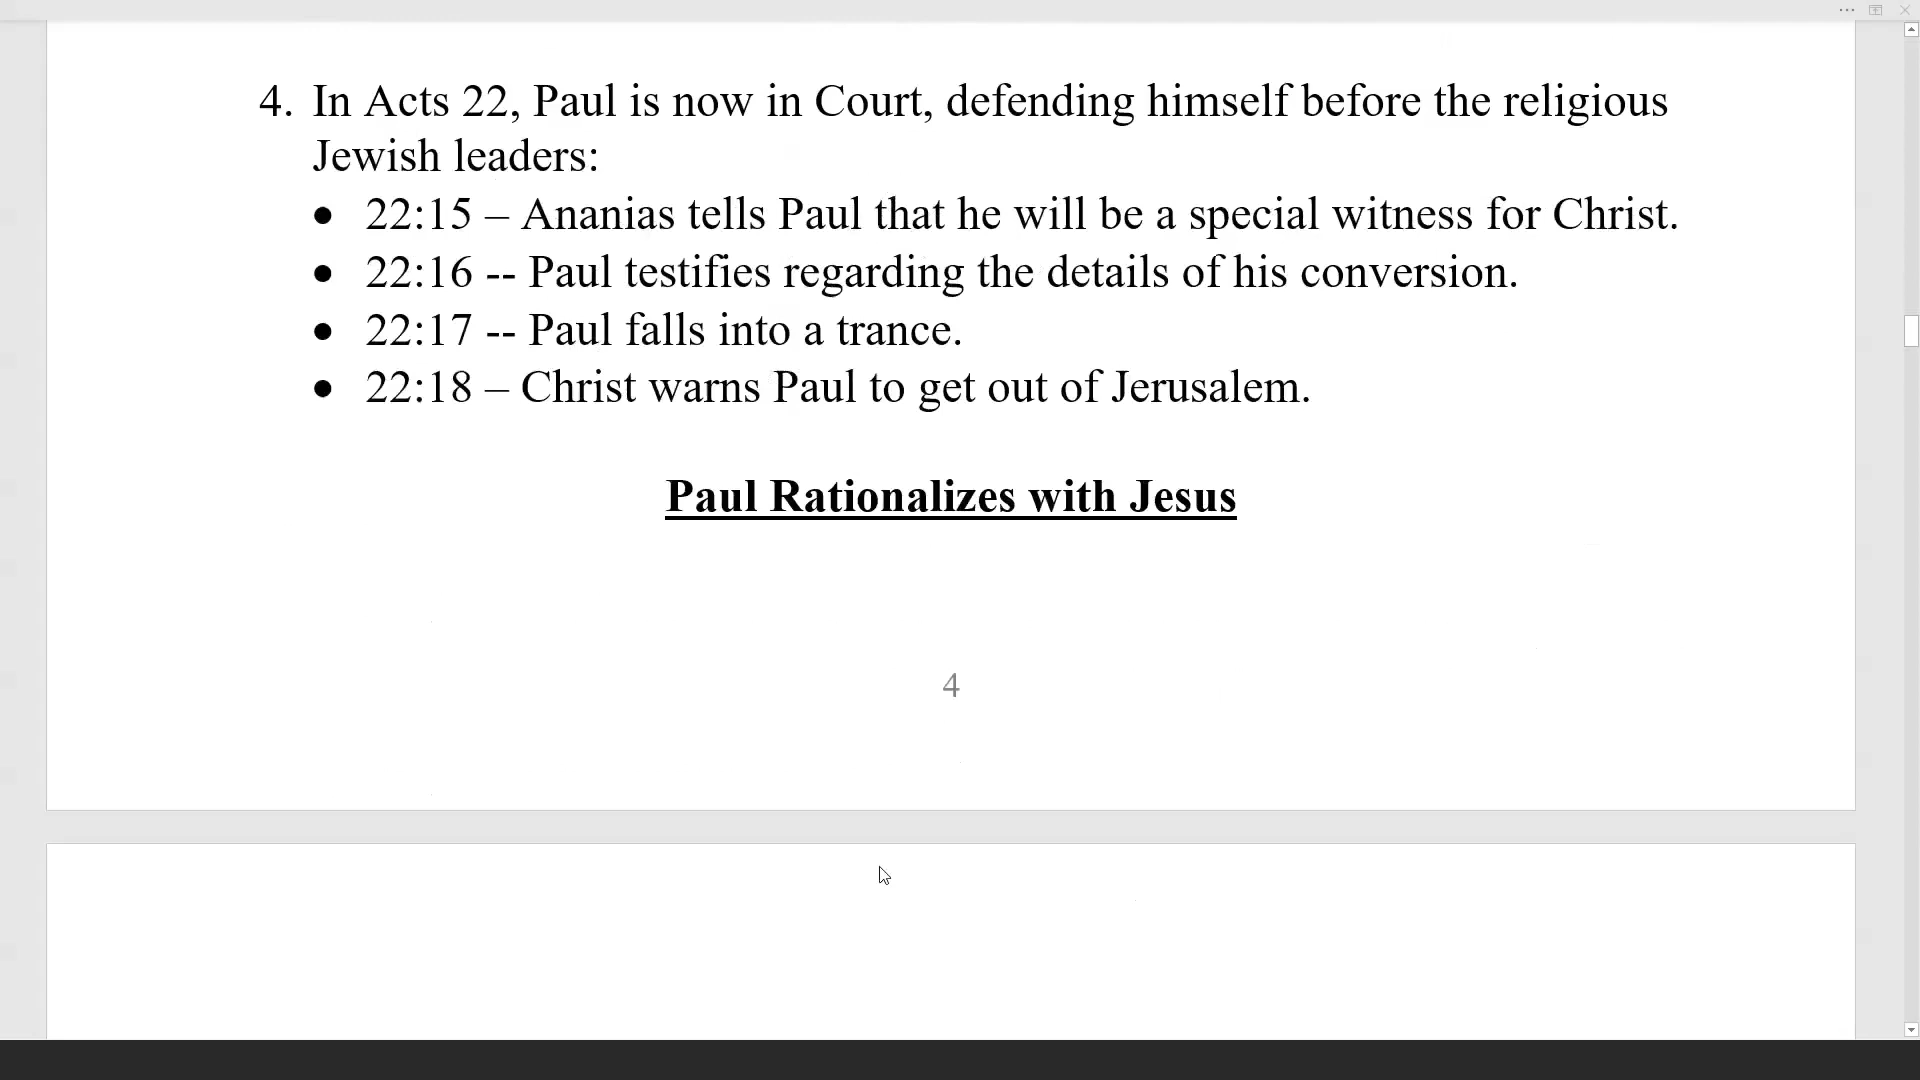 4. In Acts 22, Paul is now in Court, defending himself before the religious
Jewish leaders:
● 22:15 – Ananias tells Paul that he will be a special witness for Christ.
● 22:16 -- Paul testifies regarding the details of his conversion.
● 22:17 -- Paul falls into a trance.
● 22:18 – Christ warns Paul to get out of Jerusalem.
Paul Rationalizes with Jesus
4